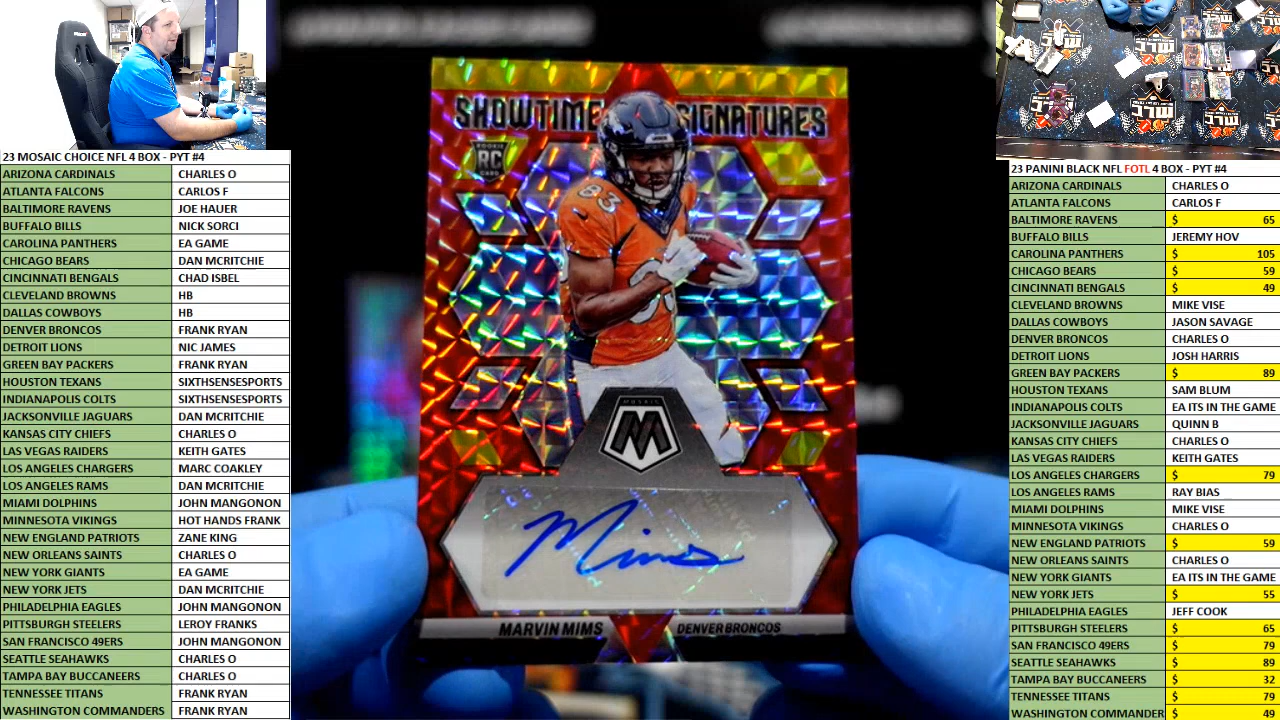 23 MOSAIC CHOICE NFL 4 BOX - PYT #4
ARIZONA CARDINALS CHARLES O
ATLANTA FALCONS CARLOS F
BALTIMORE RAVENS JOE HAUER
BUFFALO BILLS NICK SORCI
CAROLINA PANTHERS EA GAME
CHICAGO BEARS DAN MCRITCHIE
CINCINNATI BENGALS CHAD ISBEL
CLEVELAND BROWNS HB
DALLAS COWBOYS HB
DENVER BRONCOS FRANK RYAN
DETROIT LIONS NIC JAMES
GREEN BAY PACKERS FRANK RYAN
HOUSTON TEXANS SIXTHSENSESPORTS
INDIANAPOLIS COLTS SIXTHSENSESPORTS
JACKSONVILLE JAGUARS DAN MCRITCHIE
KANSAS CITY CHIEFS CHARLES O
LAS VEGAS RAIDERS KEITH GATES
LOS ANGELES CHARGERS MARC COAKLEY
LOS ANGELES RAMS DAN MCRITCHIE
MIAMI DOLPHINS JOHN MANGONON
MINNESOTA VIKINGS HOT HANDS FRANK
NEW ENGLAND PATRIOTS ZANE KING
NEW ORLEANS SAINTS CHARLES O
NEW YORK GIANTS EA GAME
NEW YORK JETS DAN MCRITCHIE
PHILADELPHIA EAGLES JOHN MANGONON
PITTSBURGH STEELERS LEROY FRANKS
SAN FRANCISCO 49ERS JOHN MANGONON
SEATTLE SEAHAWKS CHARLES O
TAMPA BAY BUCCANEERS CHARLES O
TENNESSEE TITANS FRANK RYAN
WASHINGTON COMMANDERS FRANK RYAN
SHOWTIME SIGNATURES
ROOKIE
RC
CARD
83
83
MOSAIC
M
Mims
MARVIN MIMS DENVER BRONCOS
23 PANINI BLACK NFL FOTL 4 BOX - PYT #4
ARIZONA CARDINALS CHARLES O
ATLANTA FALCONS CARLOS F
BALTIMORE RAVENS $ 65
BUFFALO BILLS JEREMY HOV
CAROLINA PANTHERS $ 105
CHICAGO BEARS $ 59
CINCINNATI BENGALS $ 49
CLEVELAND BROWNS MIKE VISE
DALLAS COWBOYS JASON SAVAGE
DENVER BRONCOS CHARLES O
DETROIT LIONS JOSH HARRIS
GREEN BAY PACKERS $ 89
HOUSTON TEXANS SAM BLUM
INDIANAPOLIS COLTS EA ITS IN THE GAME
JACKSONVILLE JAGUARS QUINN B
KANSAS CITY CHIEFS CHARLES O
LAS VEGAS RAIDERS KEITH GATES
LOS ANGELES CHARGERS $ 79
LOS ANGELES RAMS RAY BIAS
MIAMI DOLPHINS MIKE VISE
MINNESOTA VIKINGS CHARLES O
NEW ENGLAND PATRIOTS $ 59
NEW ORLEANS SAINTS CHARLES O
NEW YORK GIANTS EA ITS IN THE GAME
NEW YORK JETS $ 55
PHILADELPHIA EAGLES JEFF COOK
PITTSBURGH STEELERS $ 65
SAN FRANCISCO 49ERS $ 79
SEATTLE SEAHAWKS $ 89
TAMPA BAY BUCCANEERS $ 32
TENNESSEE TITANS $ 79
WASHINGTON COMMANDER $ 49